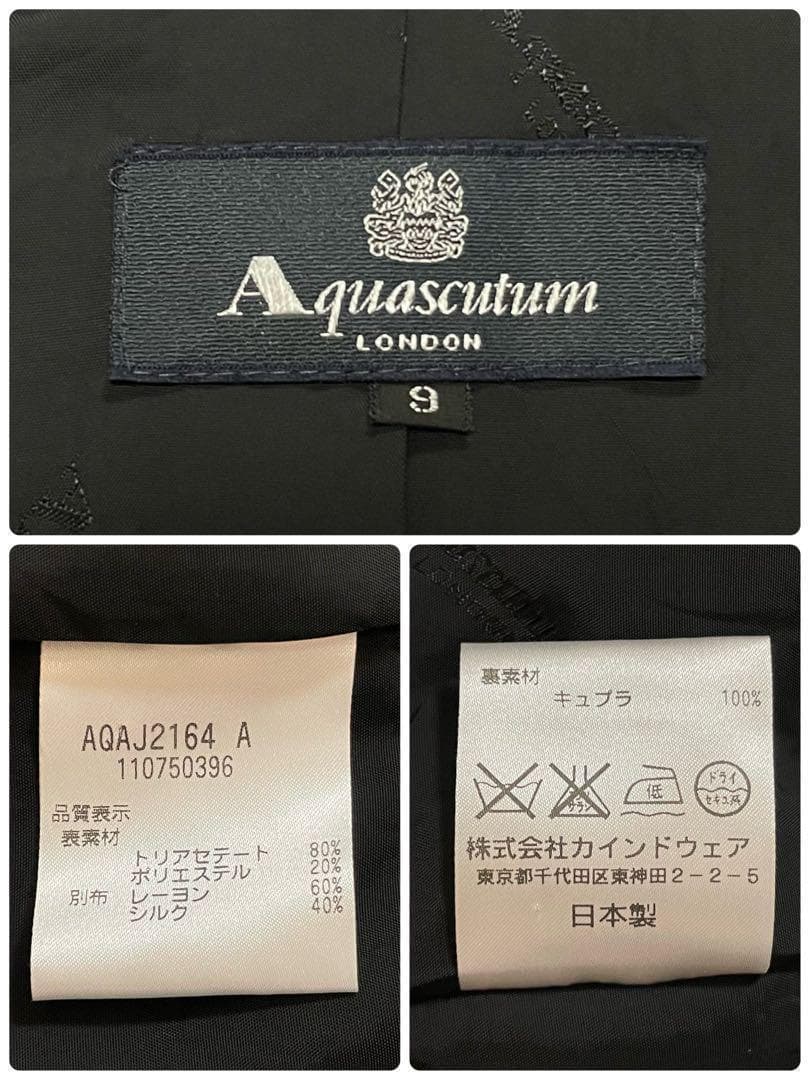 Aquascutum
LONDON
9
AQAJ2164 A
110750396
品質表示
表素材
トリアセテート 80%
ポリエステル 20%
別布 レーヨン 60%
シルク 40%
裏素材
キュプラ 100%
低
ドライ
セキユ系
株式会社カインドウェア
東京都千代田区東神田2-2-5
日本製